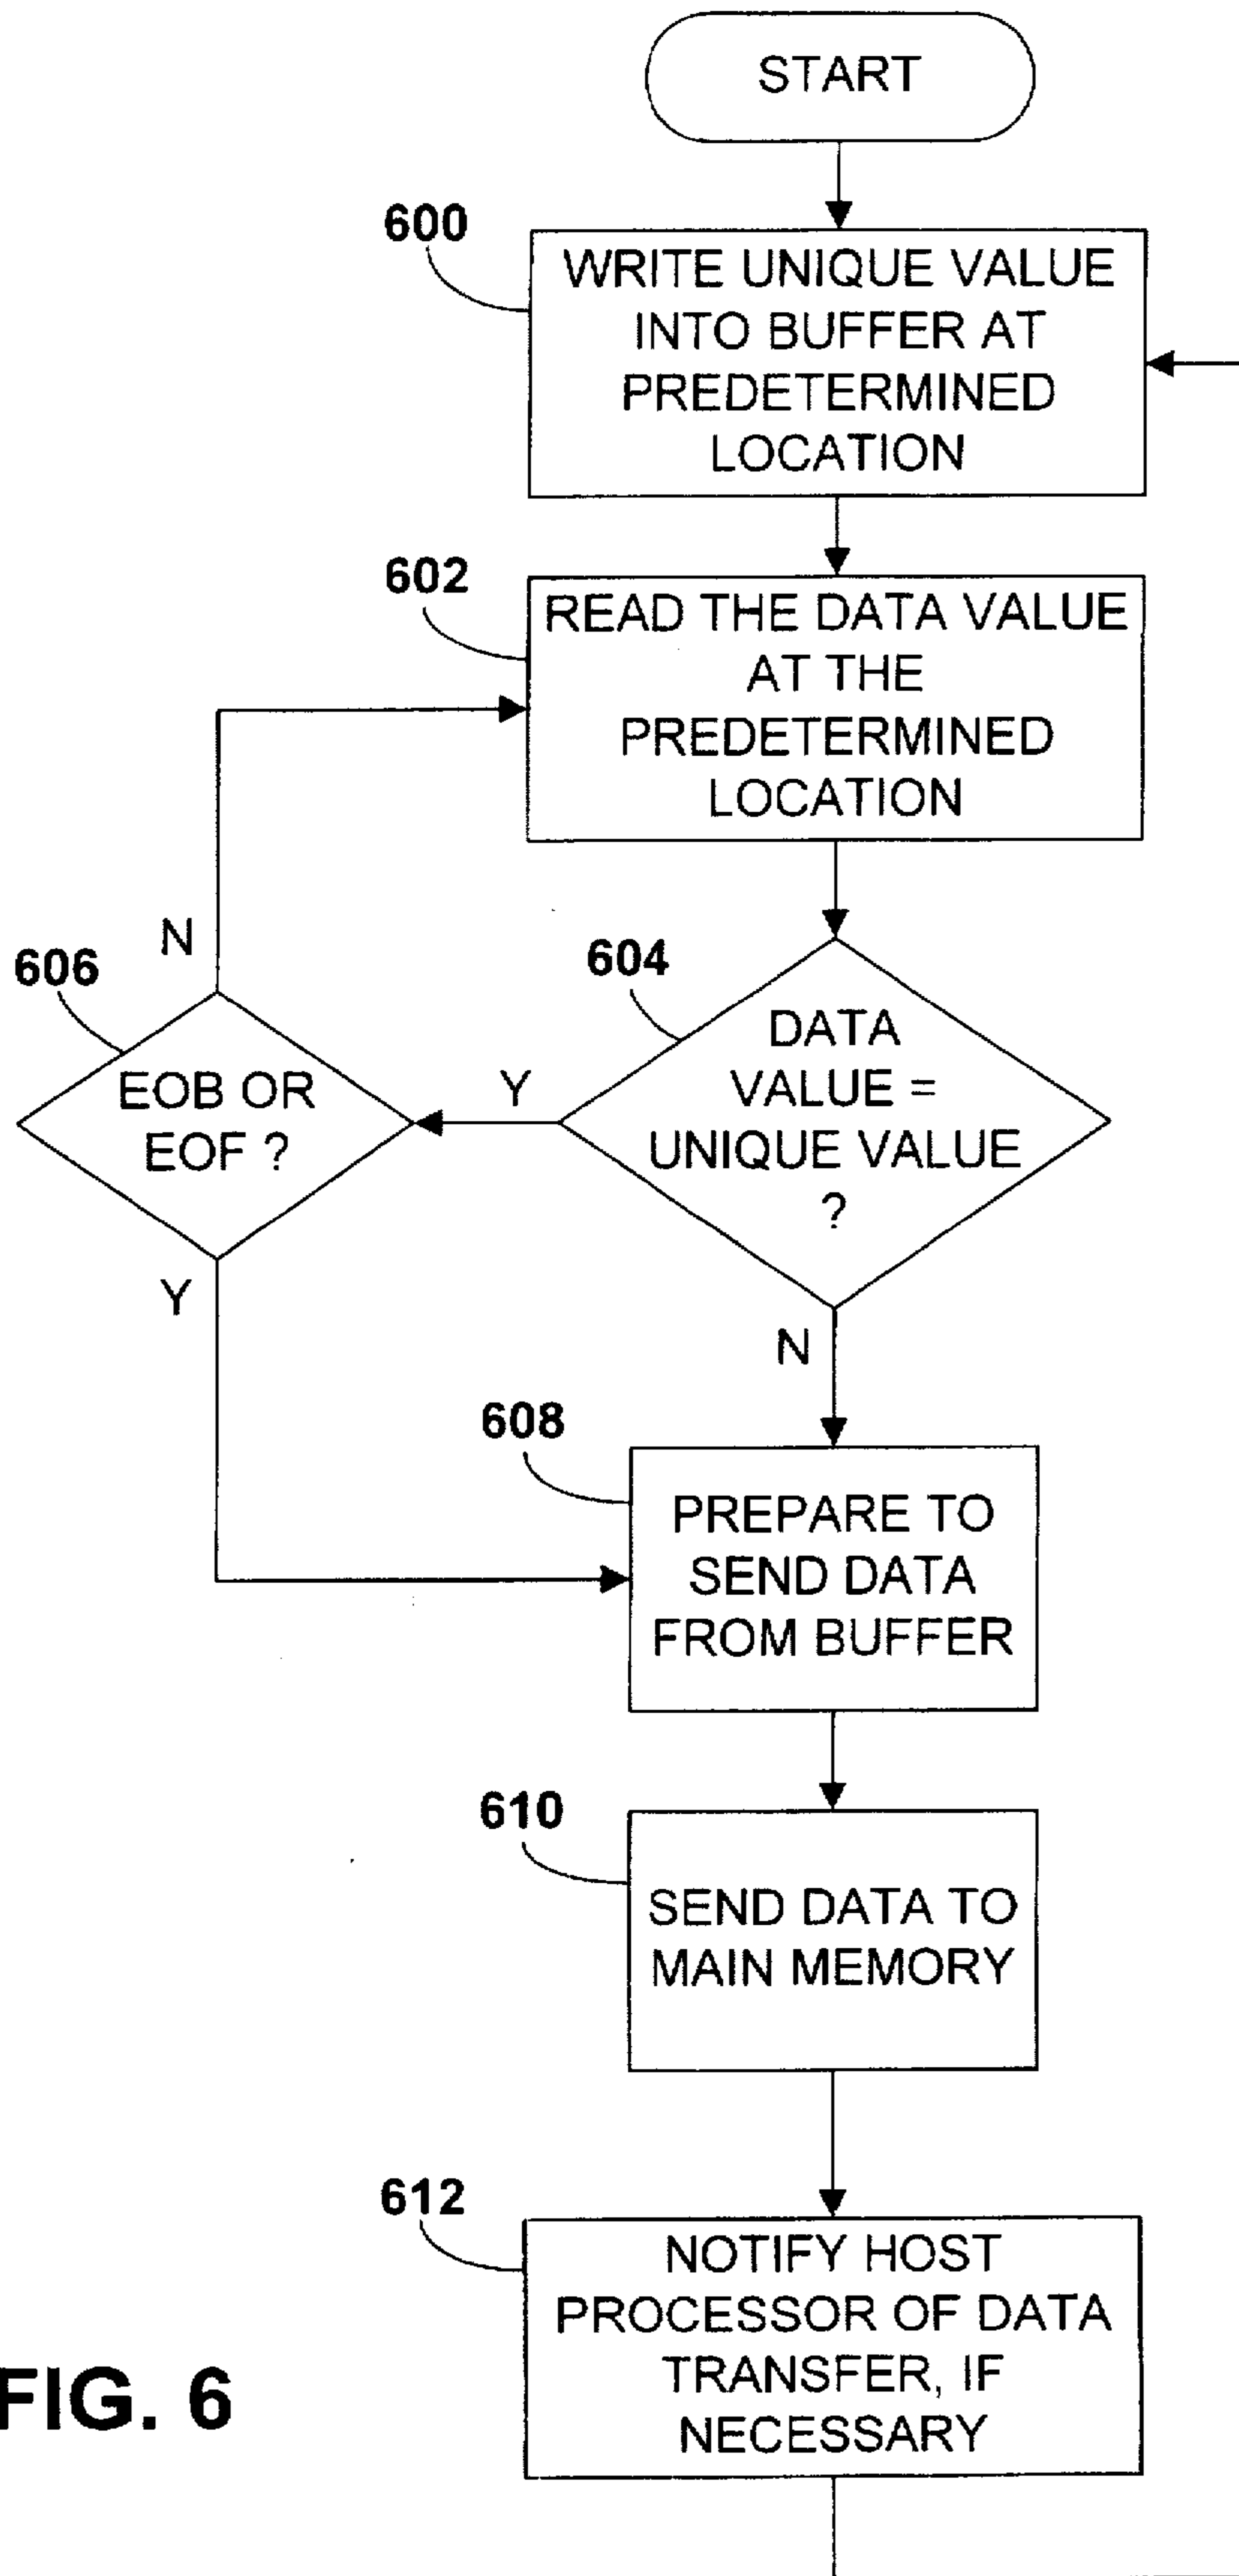 START
600
WRITE UNIQUE VALUE
INTO BUFFER AT
PREDETERMINED
LOCATION
602
READ THE DATA VALUE
AT THE
PREDETERMINED
LOCATION
N
606
604
EOB OR
EOF ?
Y
DATA
VALUE =
UNIQUE VALUE
?
Y
N
608
PREPARE TO
SEND DATA
FROM BUFFER
610
SEND DATA TO
MAIN MEMORY
612
NOTIFY HOST
PROCESSOR OF DATA
TRANSFER, IF
NECESSARY
FIG. 6